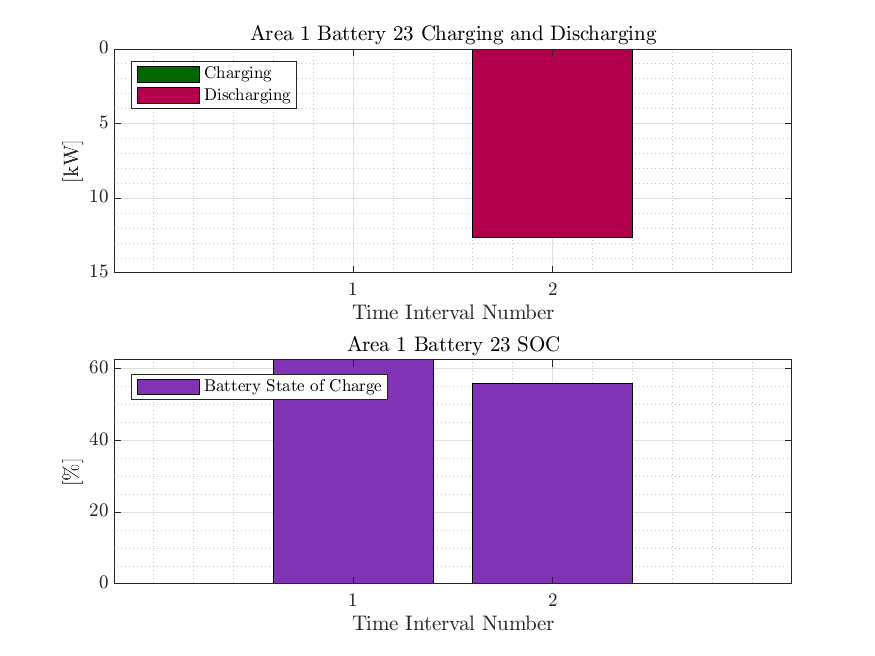 Area 1 Battery 23 Charging and Discharging
0
5
10
15
[kW]
Charging
Discharging
1 2
Time Interval Number
Area 1 Battery 23 SOC
60
40
20
0
[%]
Battery State of Charge
1 2
Time Interval Number